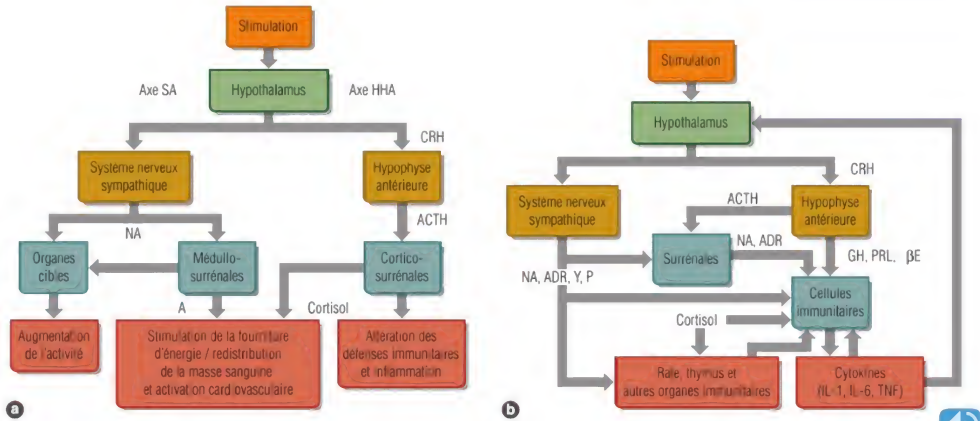 Stimulation
Axe SA
Hypothalamus
Axe HHA
CRH
Système nerveux
sympathique
Hypophyse
antérieure
NA
ACTH
Organes
cibles
Médullo-
surrénales
Cortico-
surrénales
A
Cortisol
Augmentation
de l'activité
Stimulation de la fourniture
d'énergie / redistribution
de la masse sanguine
et activation cardiovasculaire
Altération des
défenses immunitaires
et inflammation
a
Stimulation
Hypothalamus
CRH
Système nerveux
sympathique
ACTH
Hypophyse
antérieure
Surrénales
NA, ADR
GH, PRL, βE
NA, ADR, Y, P
Cellules
immunitaires
Cortisol
Rate, thymus et
autres organes immunitaires
Cytokines
(IL-1, IL-6, TNF)
b